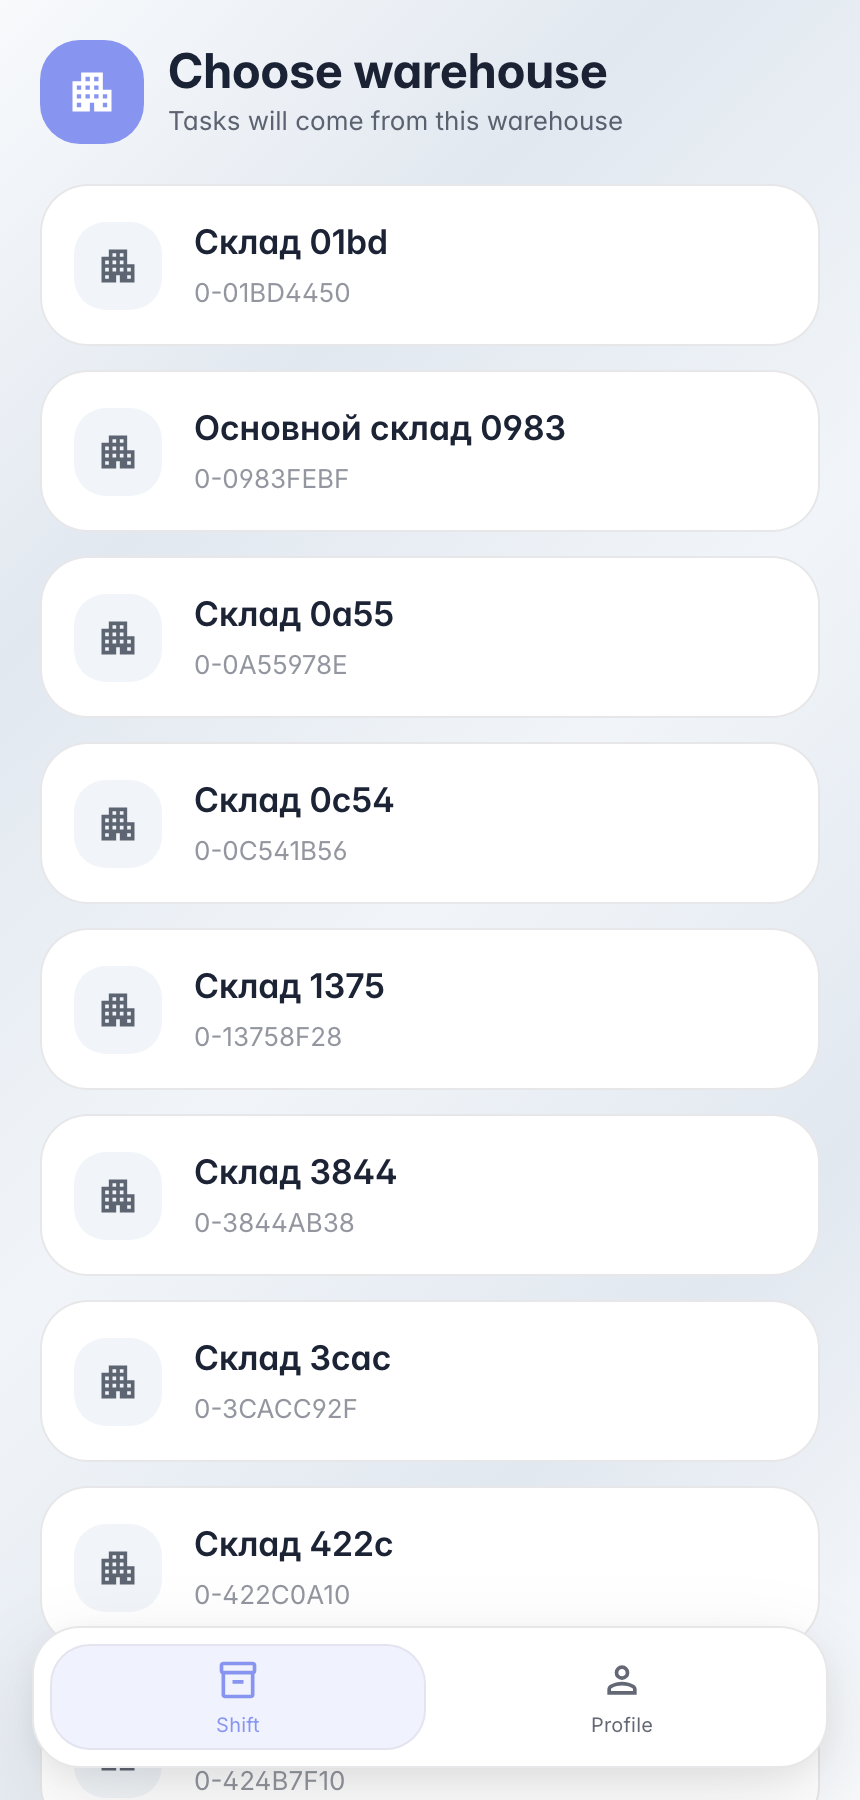 Choose warehouse
Tasks will come from this warehouse
Склад 01bd
0-01BD4450
Основной склад 0983
0-0983FEBF
Склад 0a55
0-0A55978E
Склад 0c54
0-0C541B56
Склад 1375
0-13758F28
Склад 3844
0-3844AB38
Склад 3cac
0-3CACC92F
Склад 422c
0-422C0A10
Shift
Profile
0-424B7F10